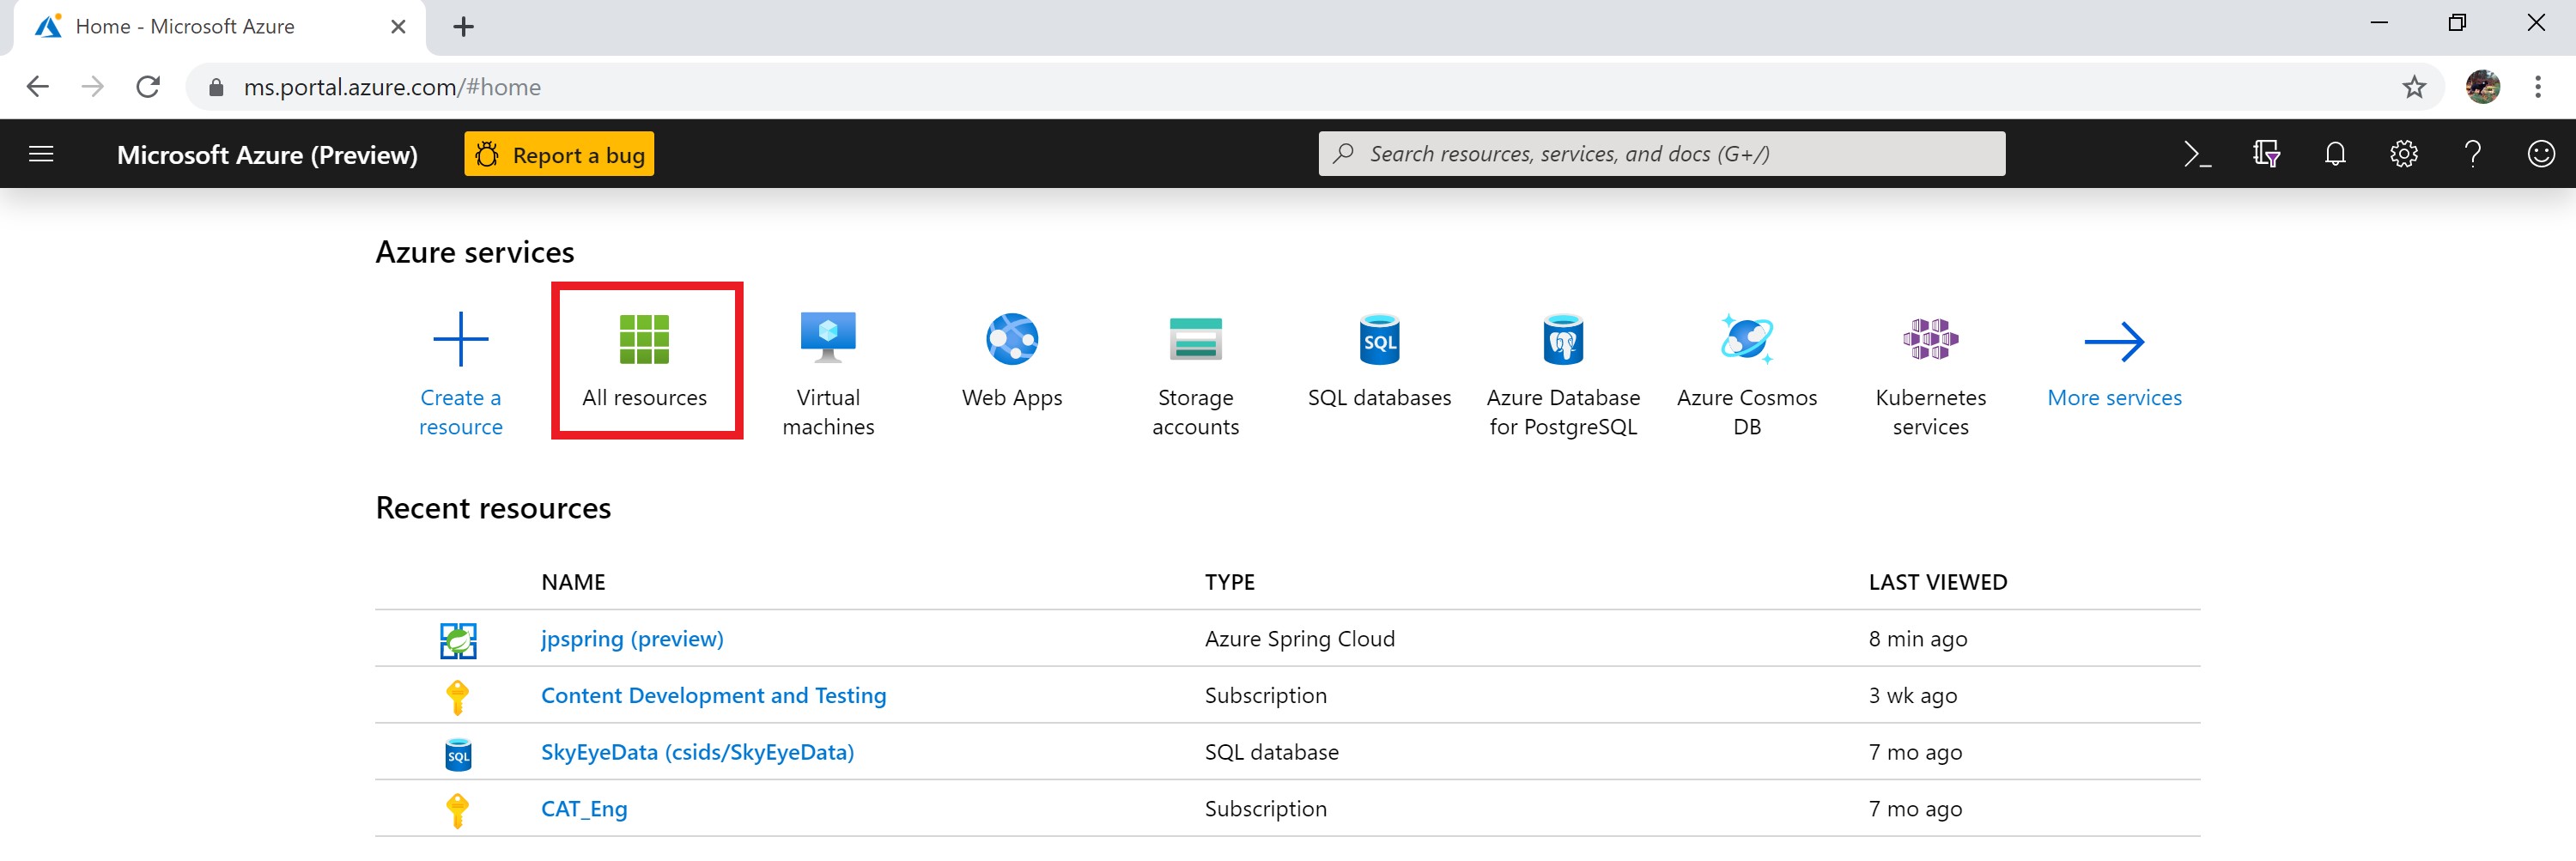 Home - Microsoft Azure
ms.portal.azure.com/#home
Microsoft Azure (Preview)
Report a bug
Search resources, services, and docs (G+/)
Azure services
Create a
resource
All resources
Virtual
machines
Web Apps
Storage
accounts
SQL
SQL databases
Azure Database
for PostgreSQL
Azure Cosmos
DB
Kubernetes
services
More services
Recent resources
NAME TYPE LAST VIEWED
jpspring (preview) Azure Spring Cloud 8 min ago
Content Development and Testing Subscription 3 wk ago
SQL SkyEyeData (csids/SkyEyeData) SQL database 7 mo ago
CAT_Eng Subscription 7 mo ago